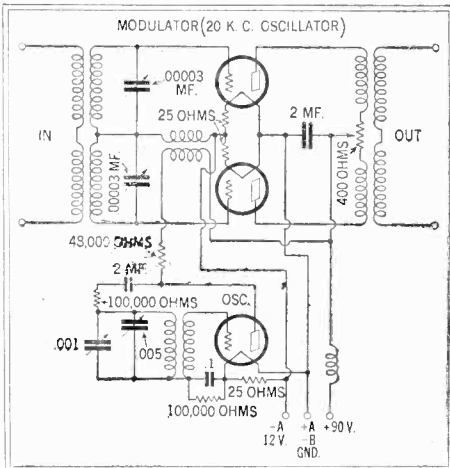 MODULATOR (20 K. C. OSCILLATOR)
.00003
MF.
25 OHMS
2 MF.
IN
OUT
400 OHMS
.00003 MF.
48,000 OHMS
.2 MF.
100,000 OHMS
OSC.
.001
.005
.1
25 OHMS
100,000 OHMS
-A +A +90 V.
12 V. -B
GND.